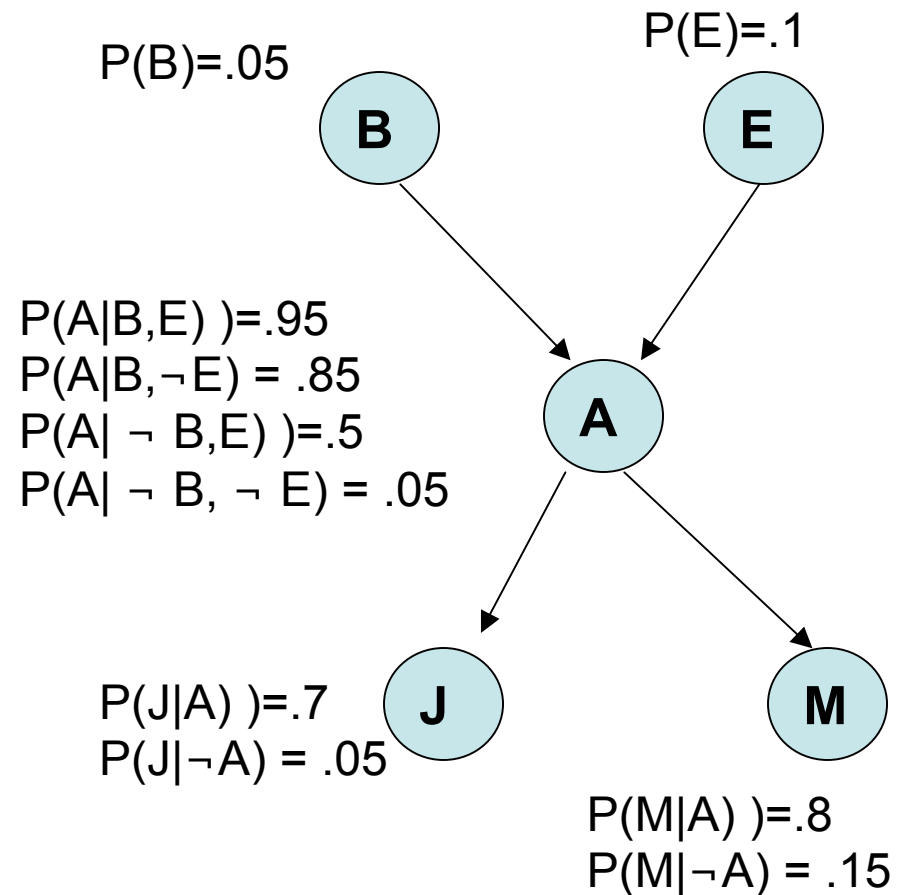 P(E)=.1
P(B)=.05
B
E
P(A|B,E) )=.95
P(A|B,¬E) = .85
P(A| ¬ B,E) )=.5
P(A| ¬ B, ¬ E) = .05
A
P(J|A) )=.7
P(J|¬A) = .05
J
M
P(M|A) )=.8
P(M|¬A) = .15